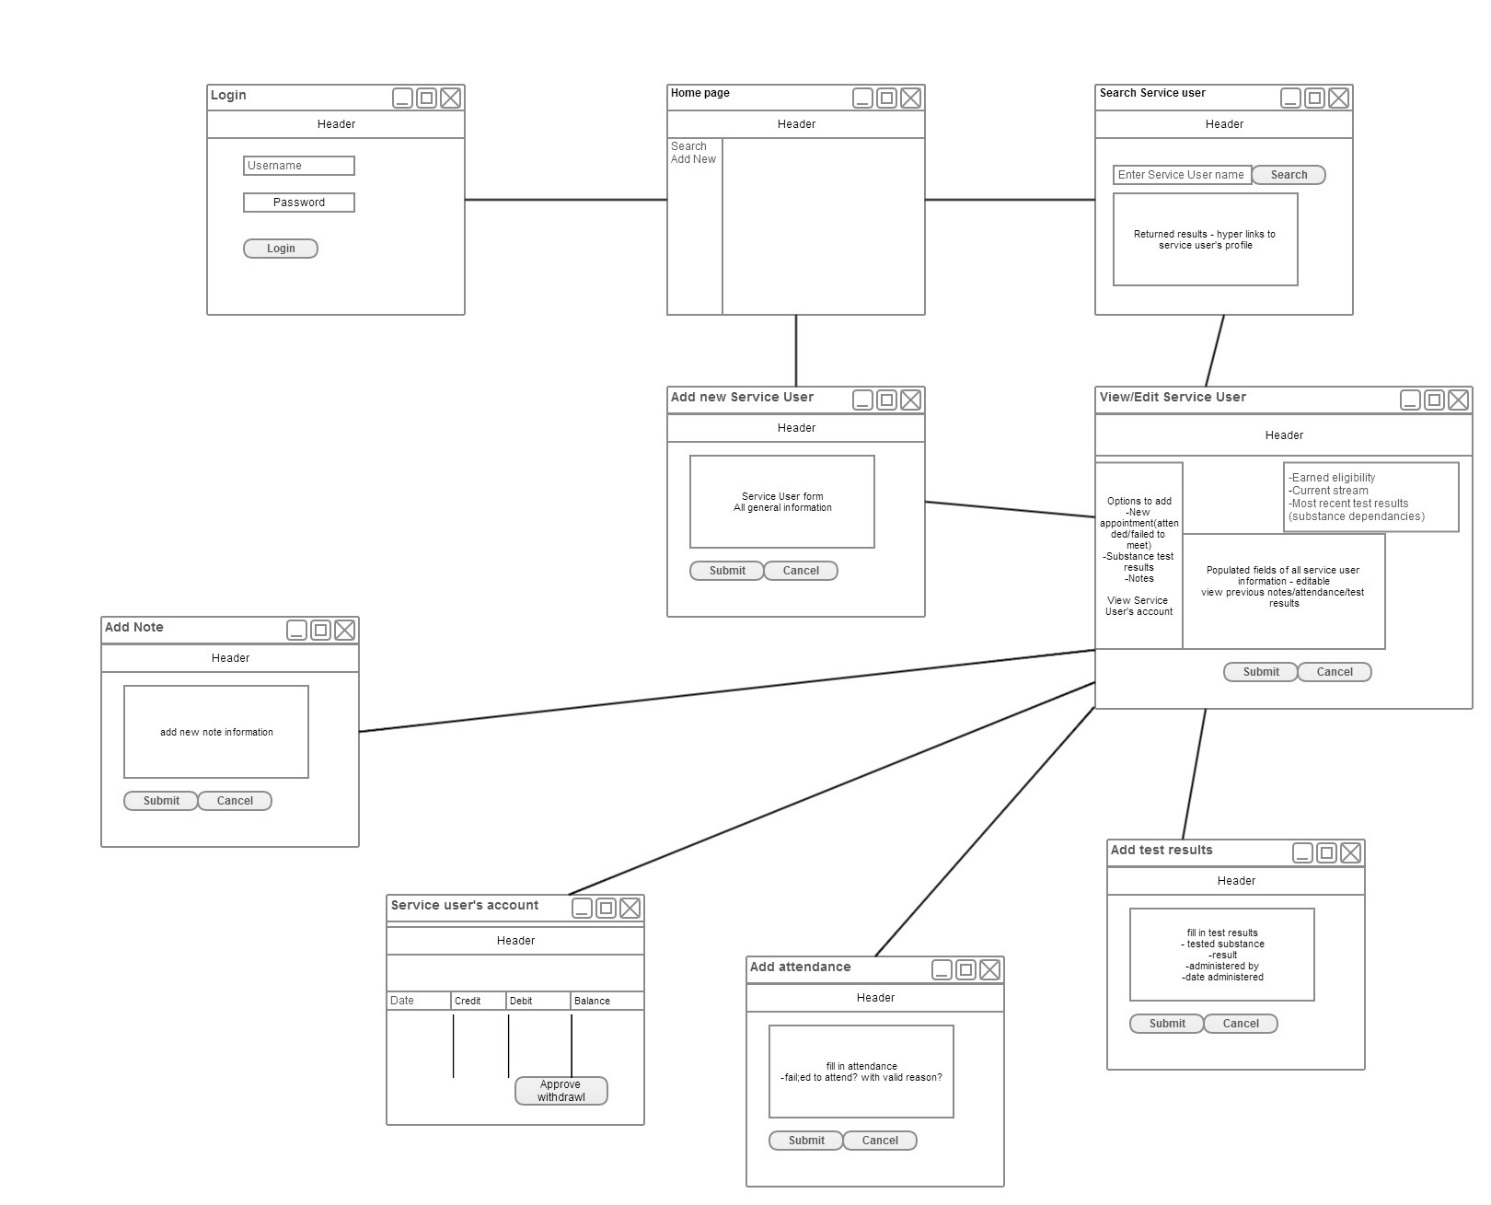 Login
Header
Username
Password
Login
Home page
Header
Search
Add New
Search Service user
Header
Enter Service User name
Search
Returned results - hyper links to
service user's profile
Add new Service User
Header
Service User form
All general information
Submit
Cancel
View/Edit Service User
Header
Options to add
-New
appointment(atten
ded/failed to
meet)
-Substance test
results
-Notes
View Service
User's account
-Earned eligibility
-Current stream
-Most recent test results
(substance dependancies)
Populated fields of all service user
information - editable
view previous notes/attendance/test
results
Submit
Cancel
Add Note
Header
add new note information
Submit
Cancel
Service user's account
Header
Date
Credit
Debit
Balance
Approve
withdrawl
Add attendance
Header
fill in attendance
-fail;ed to attend? with valid reason?
Submit
Cancel
Add test results
Header
fill in test results
- tested substance
-result
-administered by
-date administered
Submit
Cancel